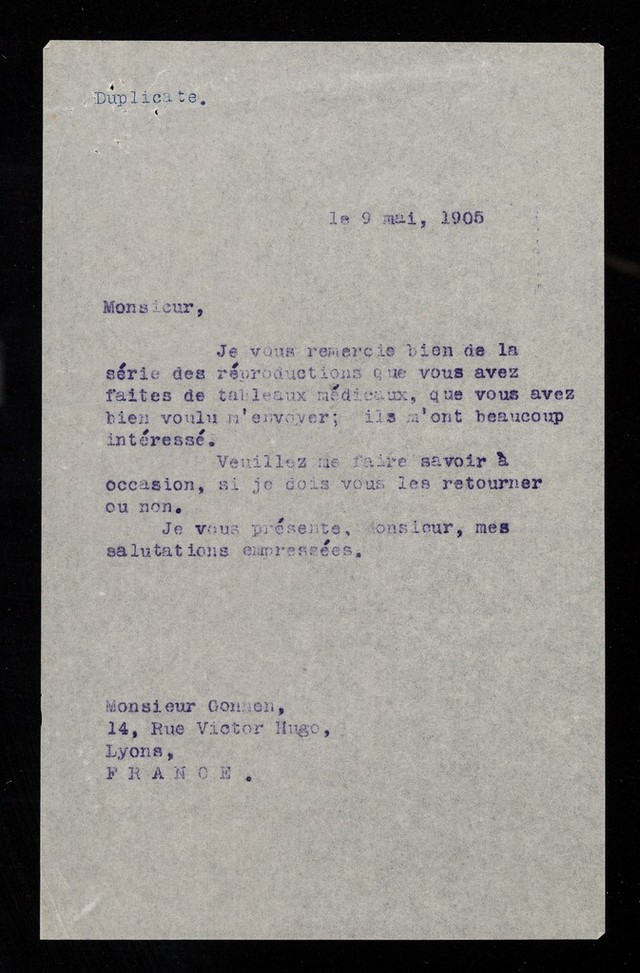 Duplicate.
le 9 mai, 1905
Monsieur,
Je vous remercie bien de la
série des réproductions que vous avez
faites de tableaux médicaux, que vous avez
bien voulu m'envoyer; ils m'ont beaucoup
intéressé.
Veuillez me faire savoir à
occasion, si je dois vous les retourner
ou non.
Je vous présente, Monsieur, mes
salutations empressées.
Monsieur
14, Rue Victor Hugo,
Lyons,
F R A N C E .